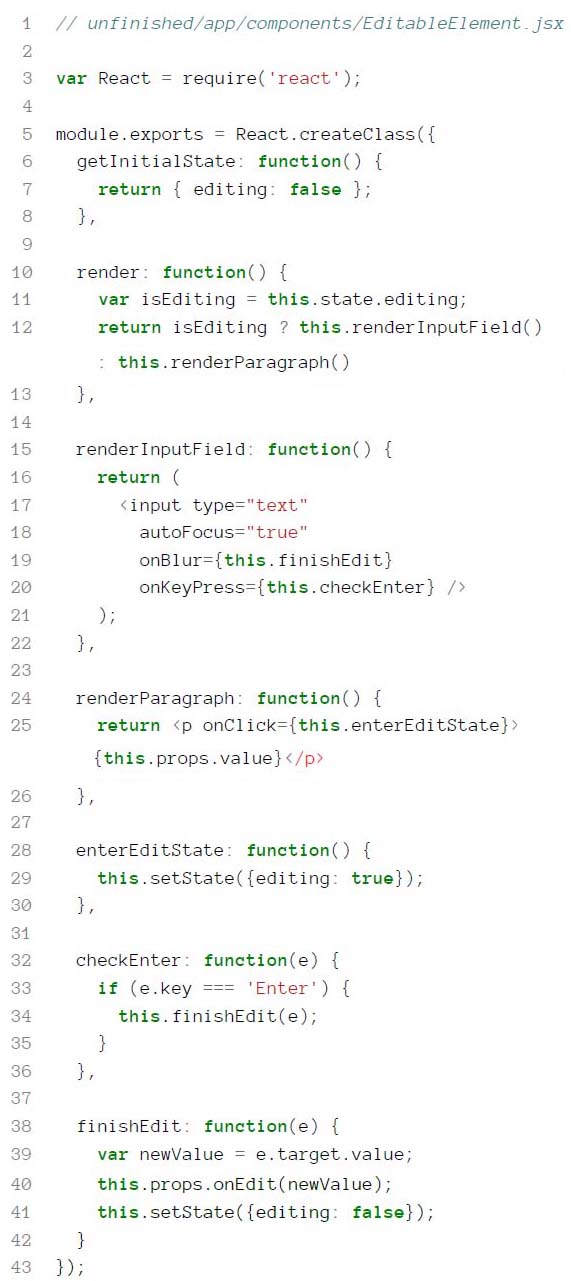 1 // unfinished/app/components/EditableElement.jsx
2
3 var React = require('react');
4
5 module.exports = React.createClass({
6   getInitialState: function() {
7     return { editing: false };
8   },
9
10   render: function() {
11     var isEditing = this.state.editing;
12     return isEditing ? this.renderInputField()
     : this.renderParagraph()
13   },
14
15   renderInputField: function() {
16     return (
17       <input type="text"
18         autoFocus="true"
19         onBlur={this.finishEdit}
20         onKeyPress={this.checkEnter} />
21     );
22   },
23
24   renderParagraph: function() {
25     return <p onClick={this.enterEditState}>
     {this.props.value}</p>
26   },
27
28   enterEditState: function() {
29     this.setState({editing: true});
30   },
31
32   checkEnter: function(e) {
33     if (e.key === 'Enter') {
34       this.finishEdit(e);
35     }
36   },
37
38   finishEdit: function(e) {
39     var newValue = e.target.value;
40     this.props.onEdit(newValue);
41     this.setState({editing: false});
42   }
43 });